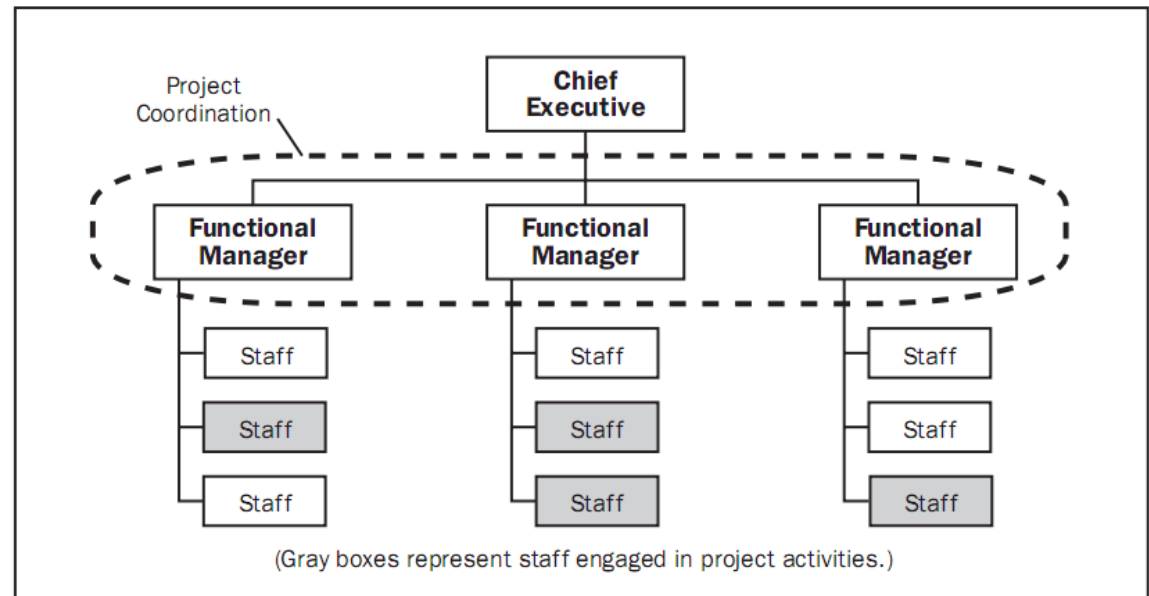 Project
Coordination
Chief
Executive
Functional
Manager
Functional
Manager
Functional
Manager
Staff
Staff
Staff
Staff
Staff
Staff
Staff
Staff
Staff
(Gray boxes represent staff engaged in project activities.)